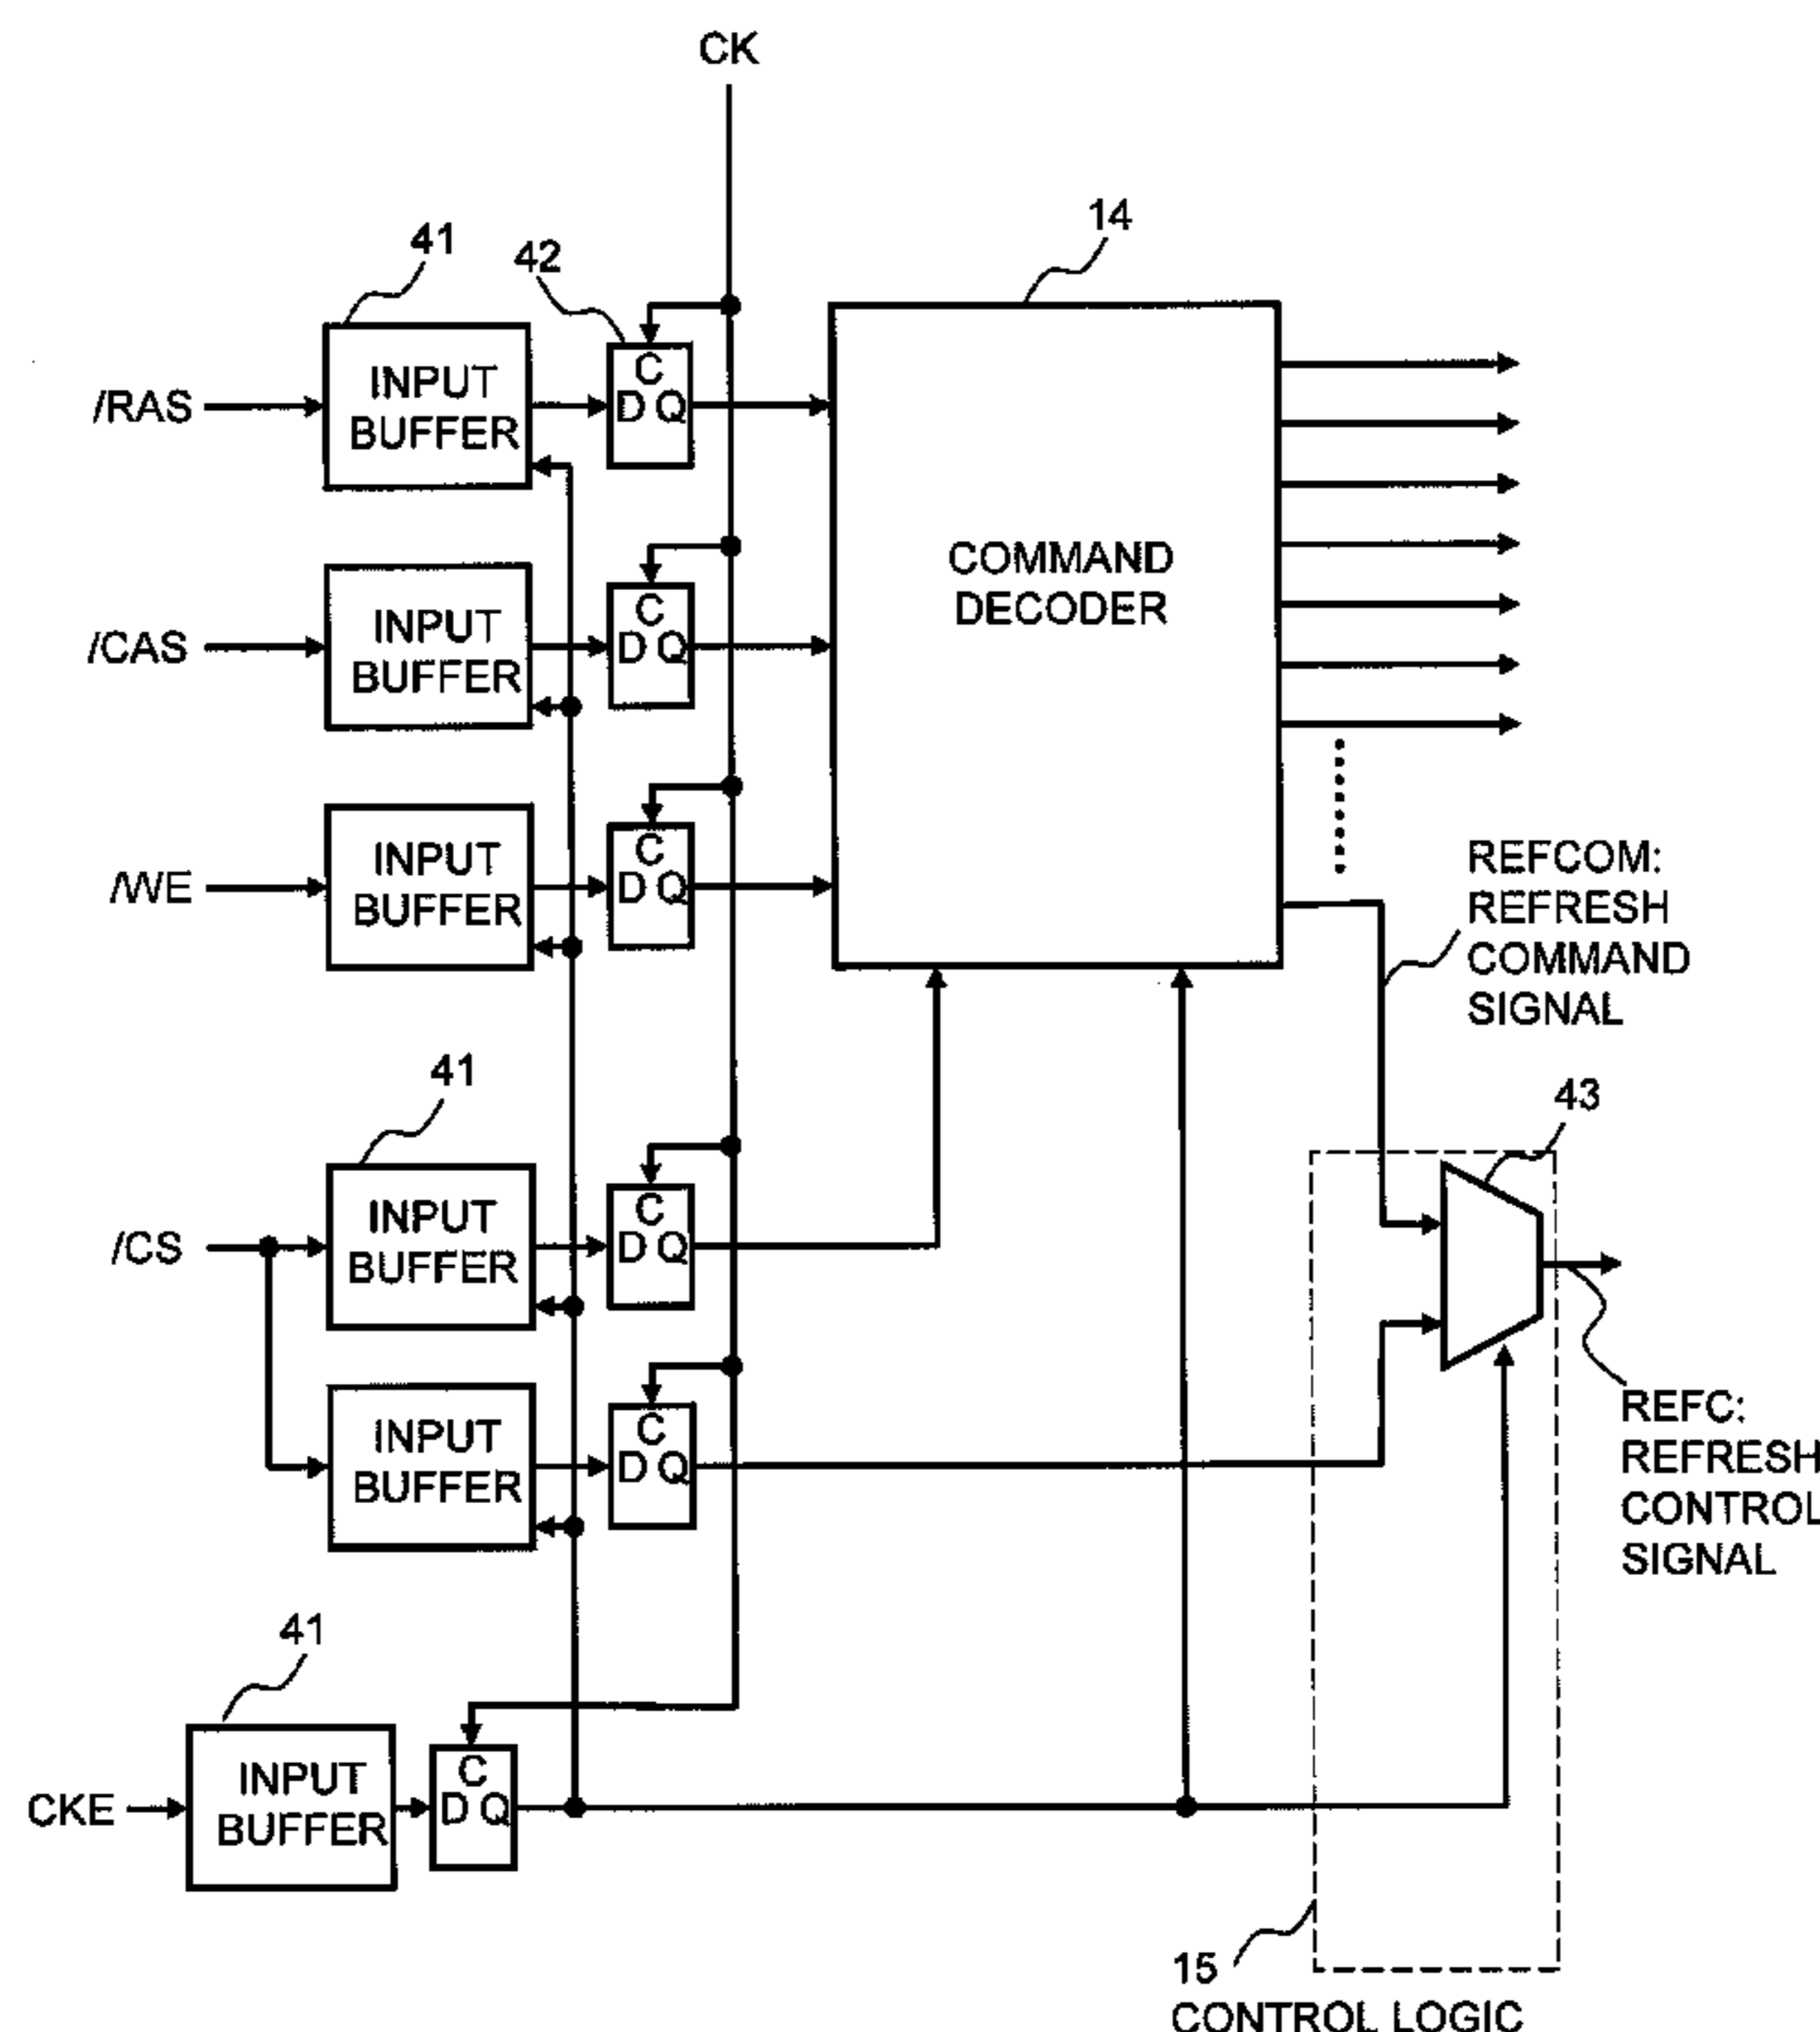 CK
14
41
42
INPUT
BUFFER
C
D Q
/RAS
COMMAND
DECODER
INPUT
BUFFER
C
D Q
/CAS
INPUT
BUFFER
C
D Q
/WE
REFCOM:
REFRESH
COMMAND
SIGNAL
41
43
INPUT
BUFFER
C
D Q
/CS
INPUT
BUFFER
C
D Q
REFC:
REFRESH
CONTROL
SIGNAL
41
INPUT
BUFFER
C
D Q
CKE
15
CONTROL LOGIC